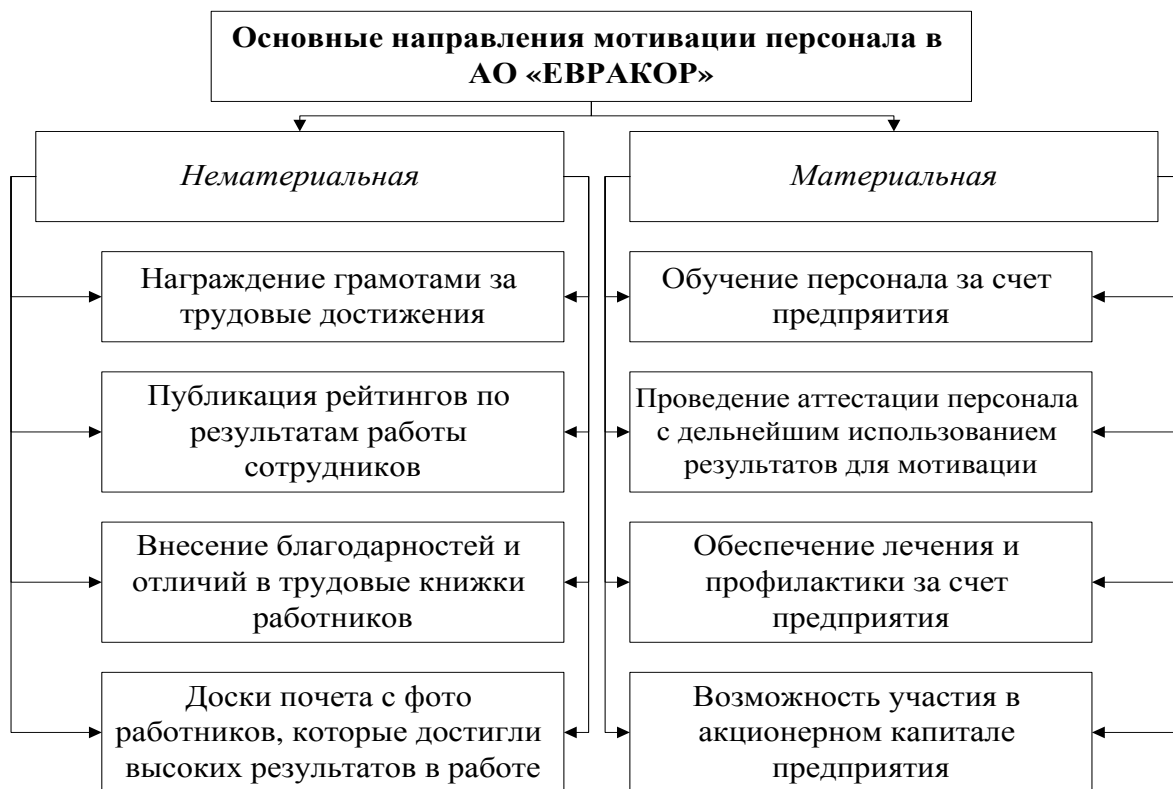 Основные направления мотивации персонала в
АО «ЕВРАКОР»
Нематериальная
Материальная
Награждение грамотами за
трудовые достижения
Обучение персонала за счет
предпряития
Публикация рейтингов по
результатам работы
сотрудников
Проведение аттестации персонала
с дельнейшим использованием
результатов для мотивации
Внесение благодарностей и
отличий в трудовые книжки
работников
Обеспечение лечения и
профилактики за счет
предприятия
Доски почета с фото
работников, которые достигли
высоких результатов в работе
Возможность участия в
акционерном капитале
предприятия